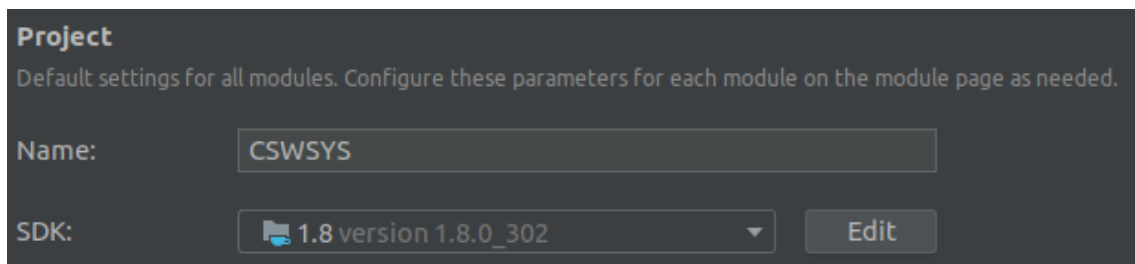 Project
Default settings for all modules. Configure these parameters for each module on the module page as needed.
Name: CSWSYS
SDK: 1.8 version 1.8.0_302 Edit